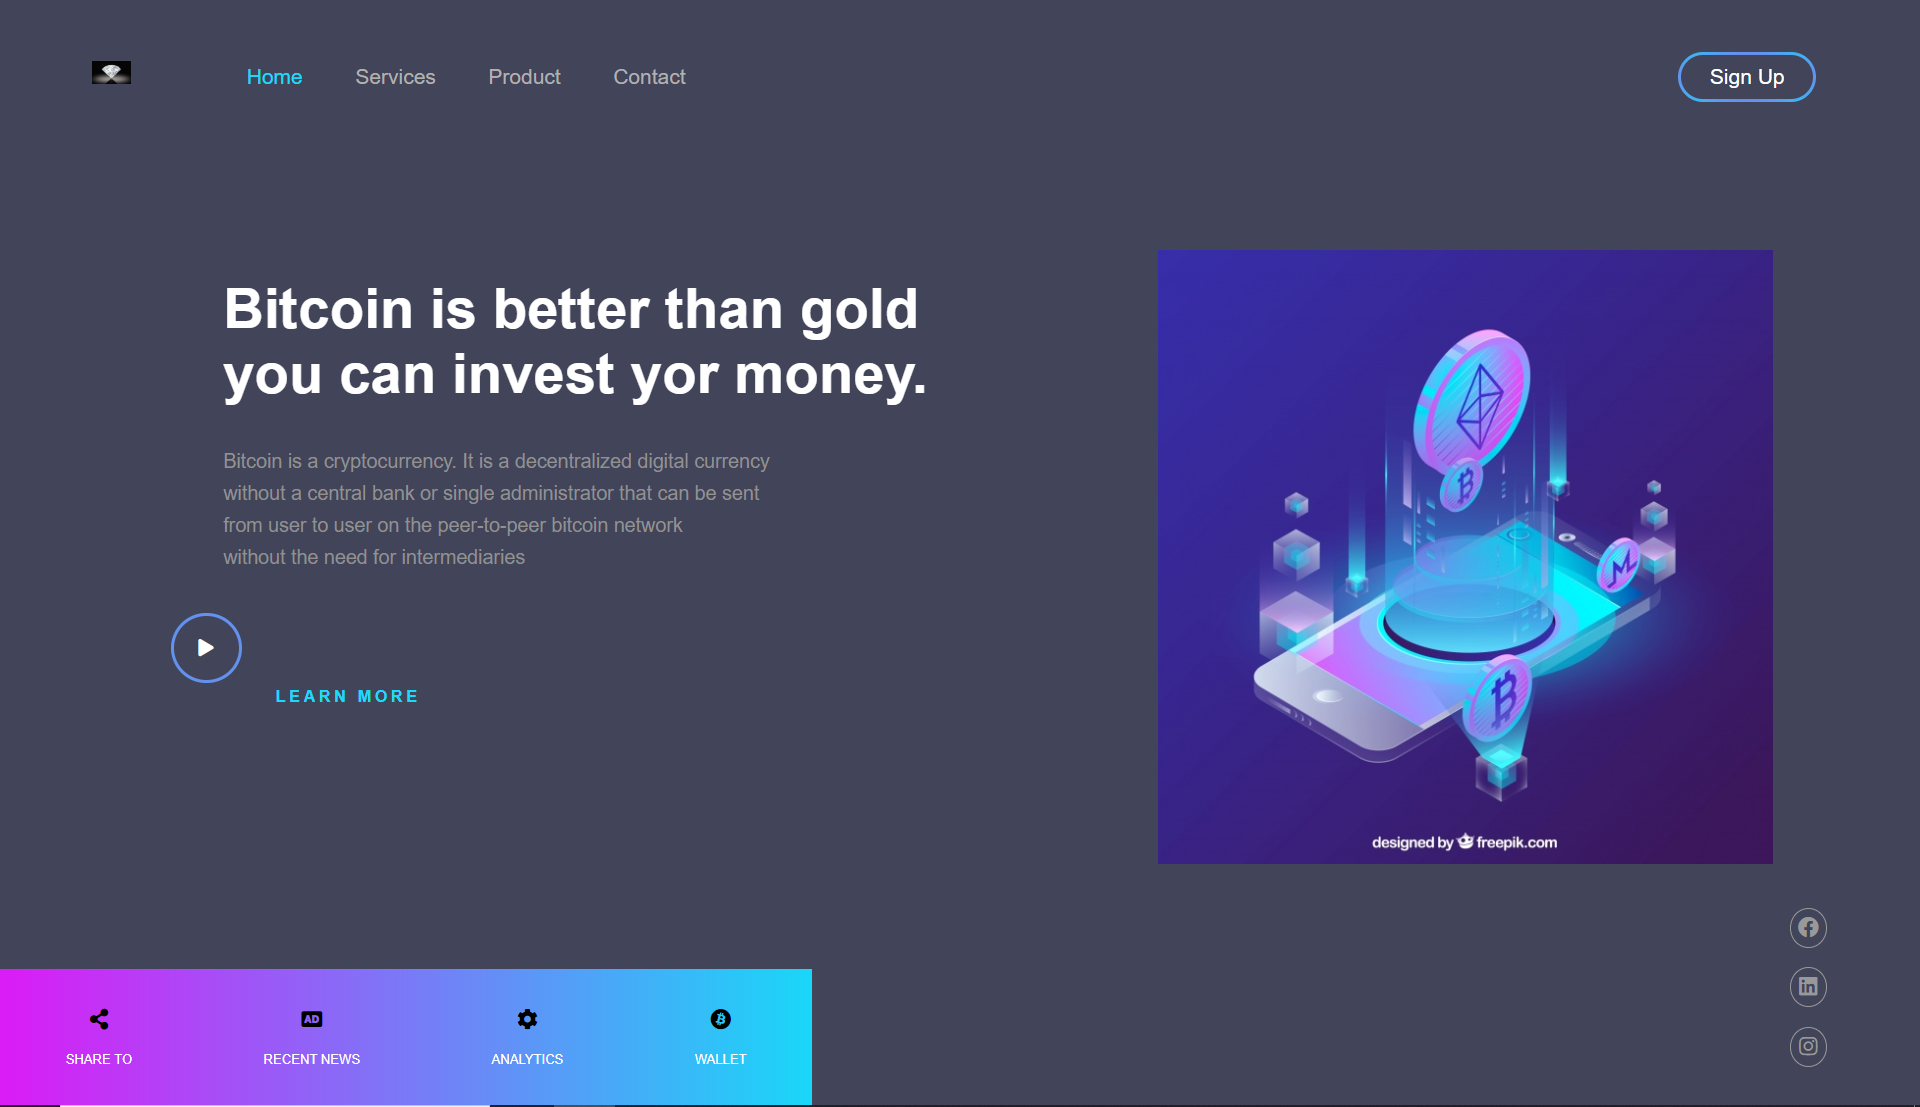 Home Services Product Contact Sign Up
Bitcoin is better than gold
you can invest yor money.
Bitcoin is a cryptocurrency. It is a decentralized digital currency
without a central bank or single administrator that can be sent
from user to user on the peer-to-peer bitcoin network
without the need for intermediaries
LEARN MORE
designed by freepik.com
AD
in
SHARE TO RECENT NEWS ANALYTICS WALLET